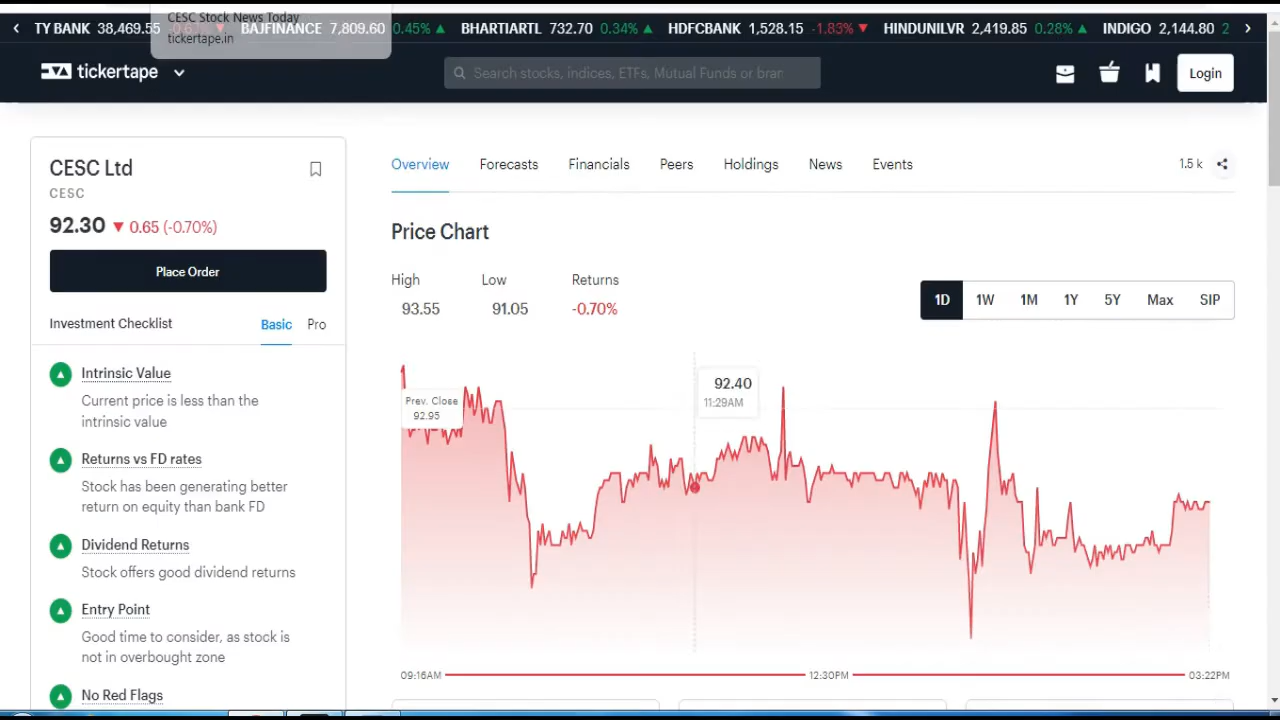 TY BANK 38,469.55 BAJFINANCE 7,809.60 0.45% BHARTIARTL 732.70 0.34% HDFCBANK 1,528.15 -1.83% HINDUNILVR 2,419.85 0.28% INDIGO 2,144.80 2
CESC Stock News Today
tickertape.in
tickertape
Search stocks, indices, ETFs, Mutual Funds or bran
Login
CESC Ltd
CESC
92.30 0.65 (-0.70%)
Place Order
Investment Checklist Basic Pro
Intrinsic Value
Current price is less than the
intrinsic value
Returns vs FD rates
Stock has been generating better
return on equity than bank FD
Dividend Returns
Stock offers good dividend returns
Entry Point
Good time to consider, as stock is
not in overbought zone
No Red Flags
Overview Forecasts Financials Peers Holdings News Events 1.5 k
Price Chart
High Low Returns
93.55 91.05 -0.70%
1D 1W 1M 1Y 5Y Max SIP
92.40
11:29AM
Prev. Close
92.95
09:16AM 12:30PM 03:22PM